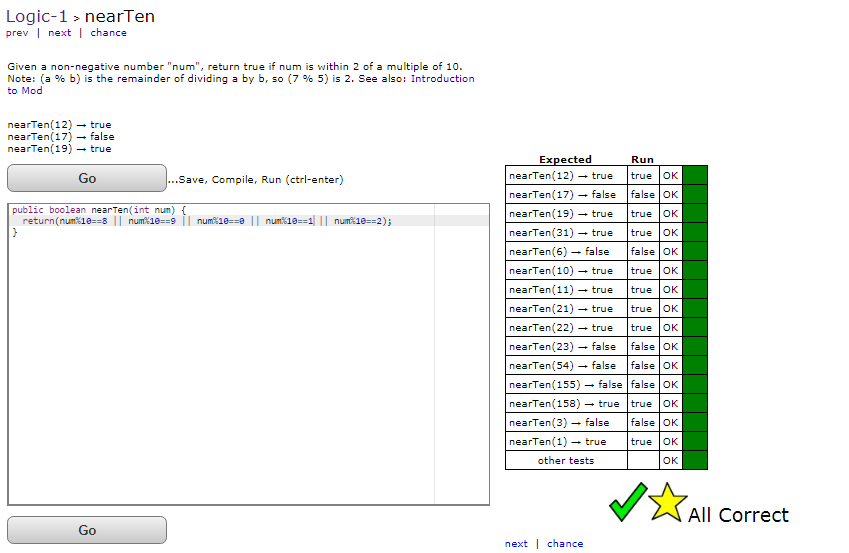 Logic-1 > nearTen
prev | next | chance
Given a non-negative number "num", return true if num is within 2 of a multiple of 10.
Note: (a % b) is the remainder of dividing a by b, so (7 % 5) is 2. See also: Introduction
to Mod
nearTen(12) → true
nearTen(17) → false
nearTen(19) → true
Go
...Save, Compile, Run (ctrl-enter)
public boolean nearTen(int num) {
return(num%10==8 || num%10==9 || num%10==0 || num%10==1 || num%10==2);
}
Go
Expected Run
nearTen(12) → true true OK
nearTen(17) → false false OK
nearTen(19) → true true OK
nearTen(31) → true true OK
nearTen(6) → false false OK
nearTen(10) → true true OK
nearTen(11) → true true OK
nearTen(21) → true true OK
nearTen(22) → true true OK
nearTen(23) → false false OK
nearTen(54) → false false OK
nearTen(155) → false false OK
nearTen(158) → true true OK
nearTen(3) → false false OK
nearTen(1) → true true OK
other tests OK
All Correct
next | chance